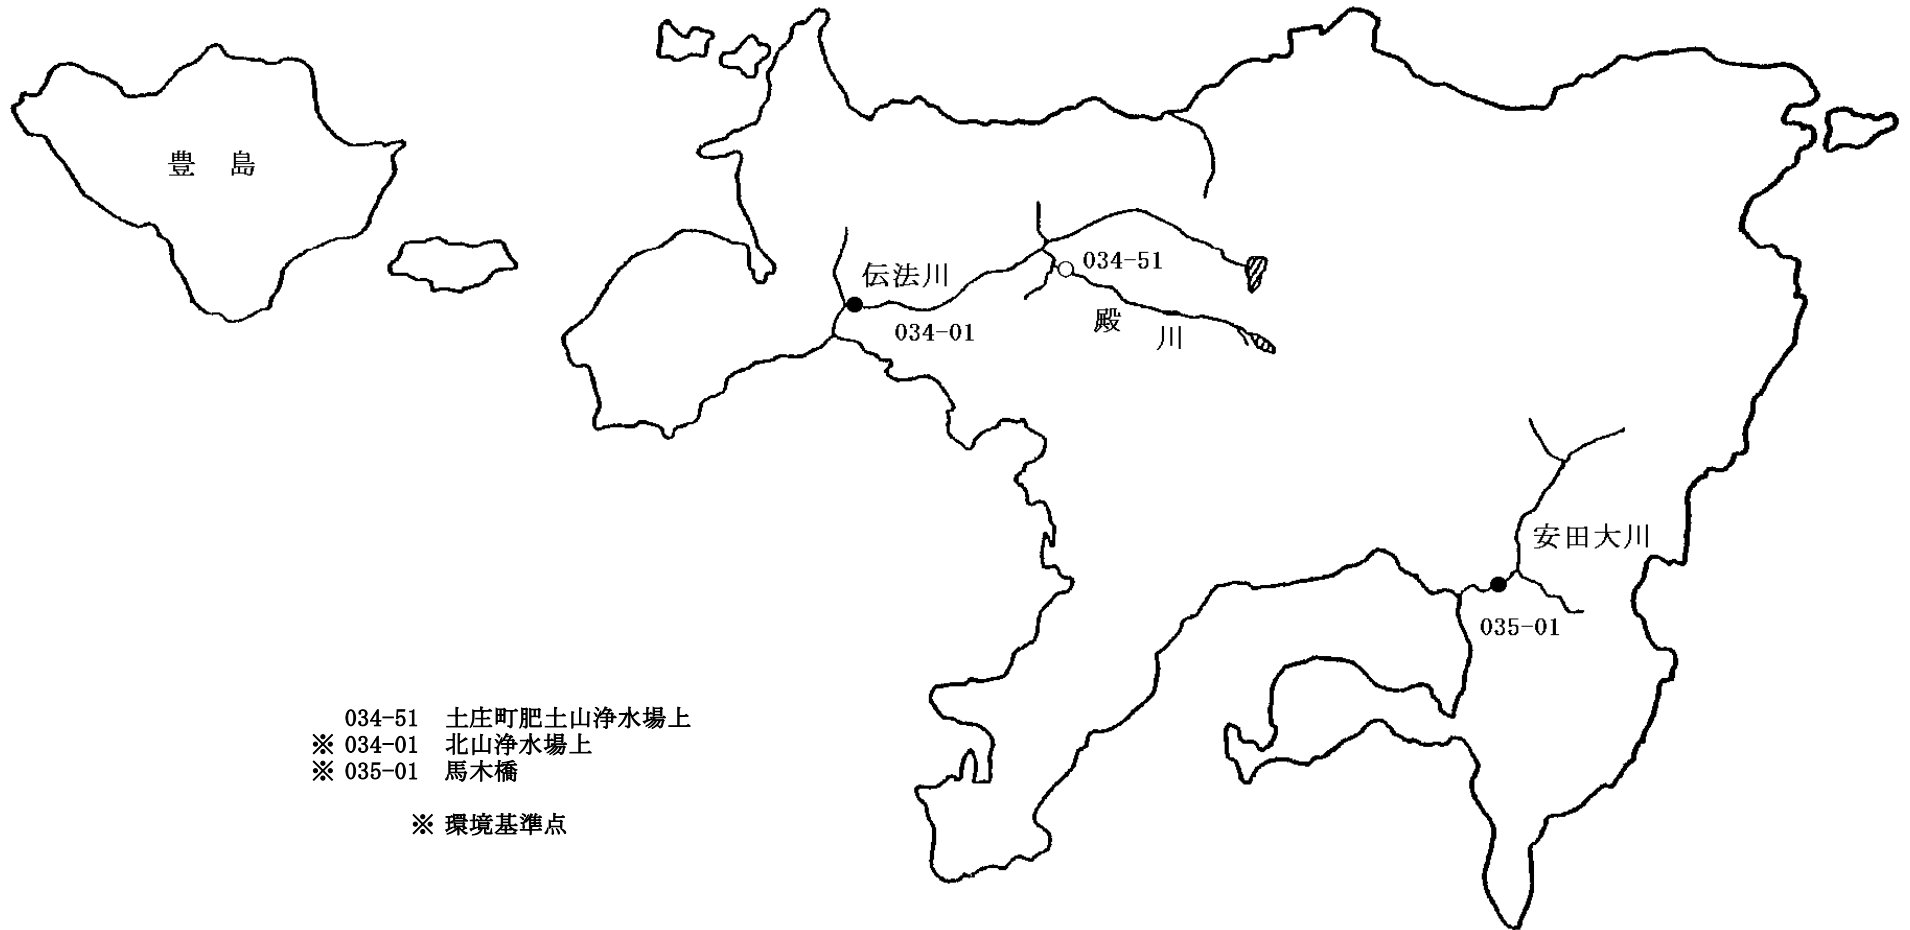 豊 島
伝法川
034-51
034-01
殿川
安田大川
035-01
034-51 土庄町肥土山浄水場上
※ 034-01 北山浄水場上
※ 035-01 馬木橋
※ 環境基準点